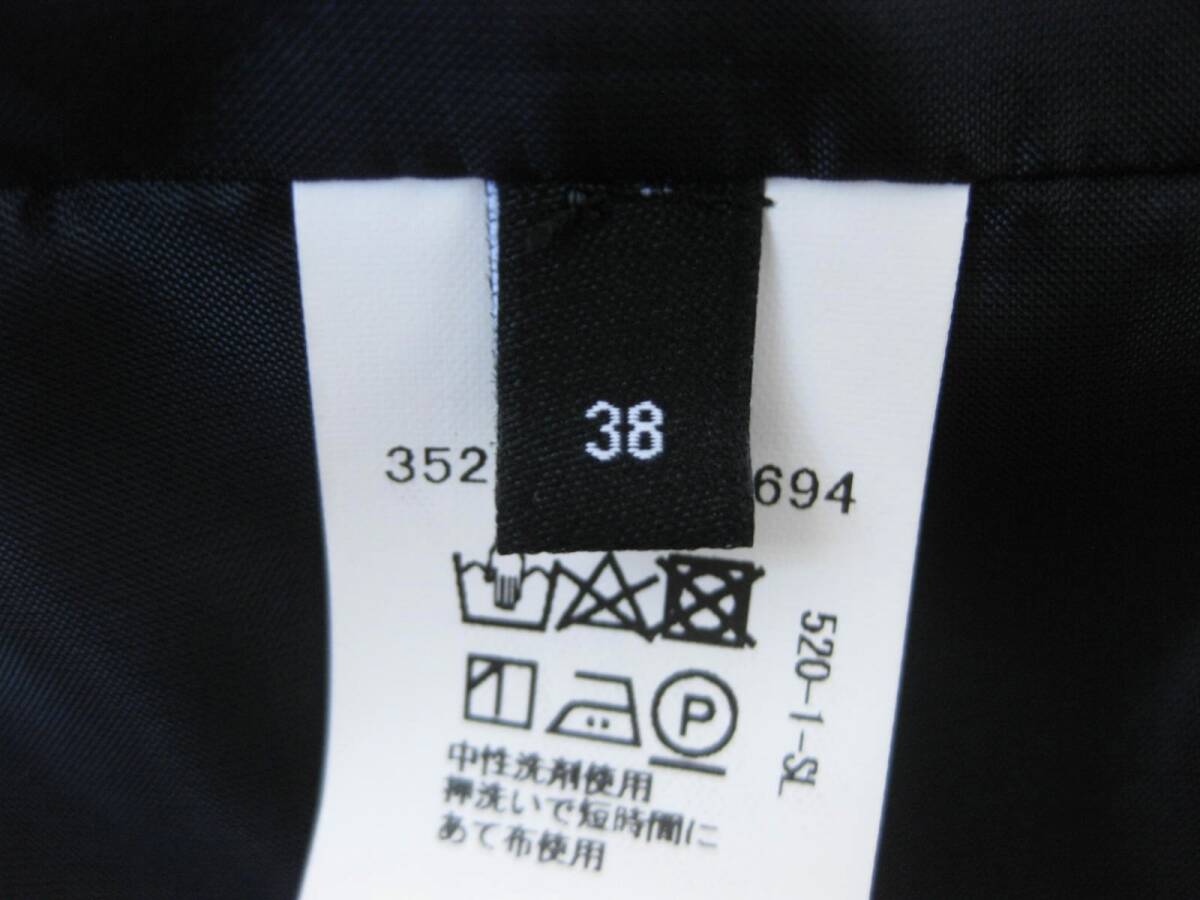 38
352 694
P
520-1-SL
中性洗剤使用
押洗いで短時間に
あて布使用